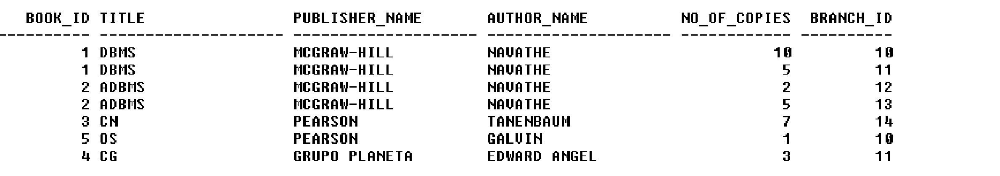 BOOK_ID TITLE PUBLISHER_NAME AUTHOR_NAME NO_OF_COPIES BRANCH_ID
---------- -------------------- -------------------- -------------------- ------------ ----------
1 DBMS MCGRAW-HILL NAVATHE 10 10
1 DBMS MCGRAW-HILL NAVATHE 5 11
2 ADBMS MCGRAW-HILL NAVATHE 2 12
2 ADBMS MCGRAW-HILL NAVATHE 5 13
3 CN PEARSON TANENBAUM 7 14
5 OS PEARSON GALVIN 1 10
4 CG GRUPO PLANETA EDWARD ANGEL 3 11